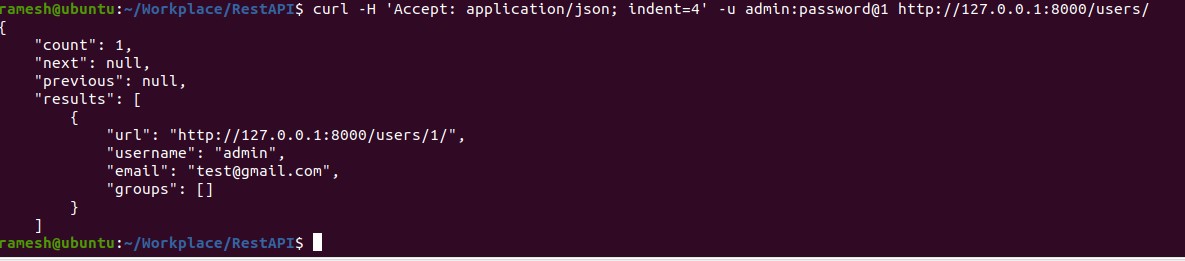 ramesh@ubuntu:~/Workplace/RestAPI$ curl -H 'Accept: application/json; indent=4' -u admin:password@1 http://127.0.0.1:8000/users/
{
    "count": 1,
    "next": null,
    "previous": null,
    "results": [
        {
            "url": "http://127.0.0.1:8000/users/1/",
            "username": "admin",
            "email": "test@gmail.com",
            "groups": []
        }
    ]
ramesh@ubuntu:~/Workplace/RestAPI$